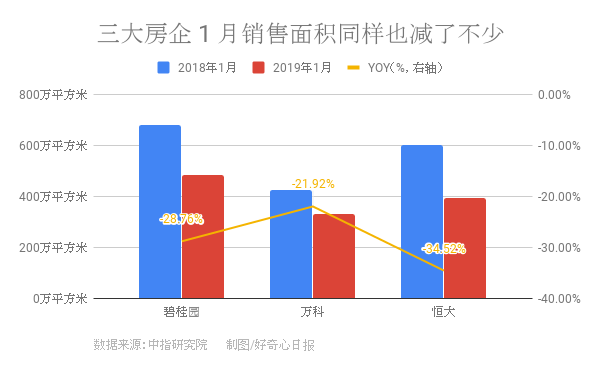 三大房企 1 月销售面积同样也减了不少
2018年1月 2019年1月 YOY(%, 右轴)
800万平方米 0.00%
600万平方米 -10.00%
-21.92%
400万平方米 -20.00%
-28.76%
200万平方米 -34.52% -30.00%
0万平方米 -40.00%
碧桂园 万科 恒大
数据来源:中指研究院 制图/好奇心日报